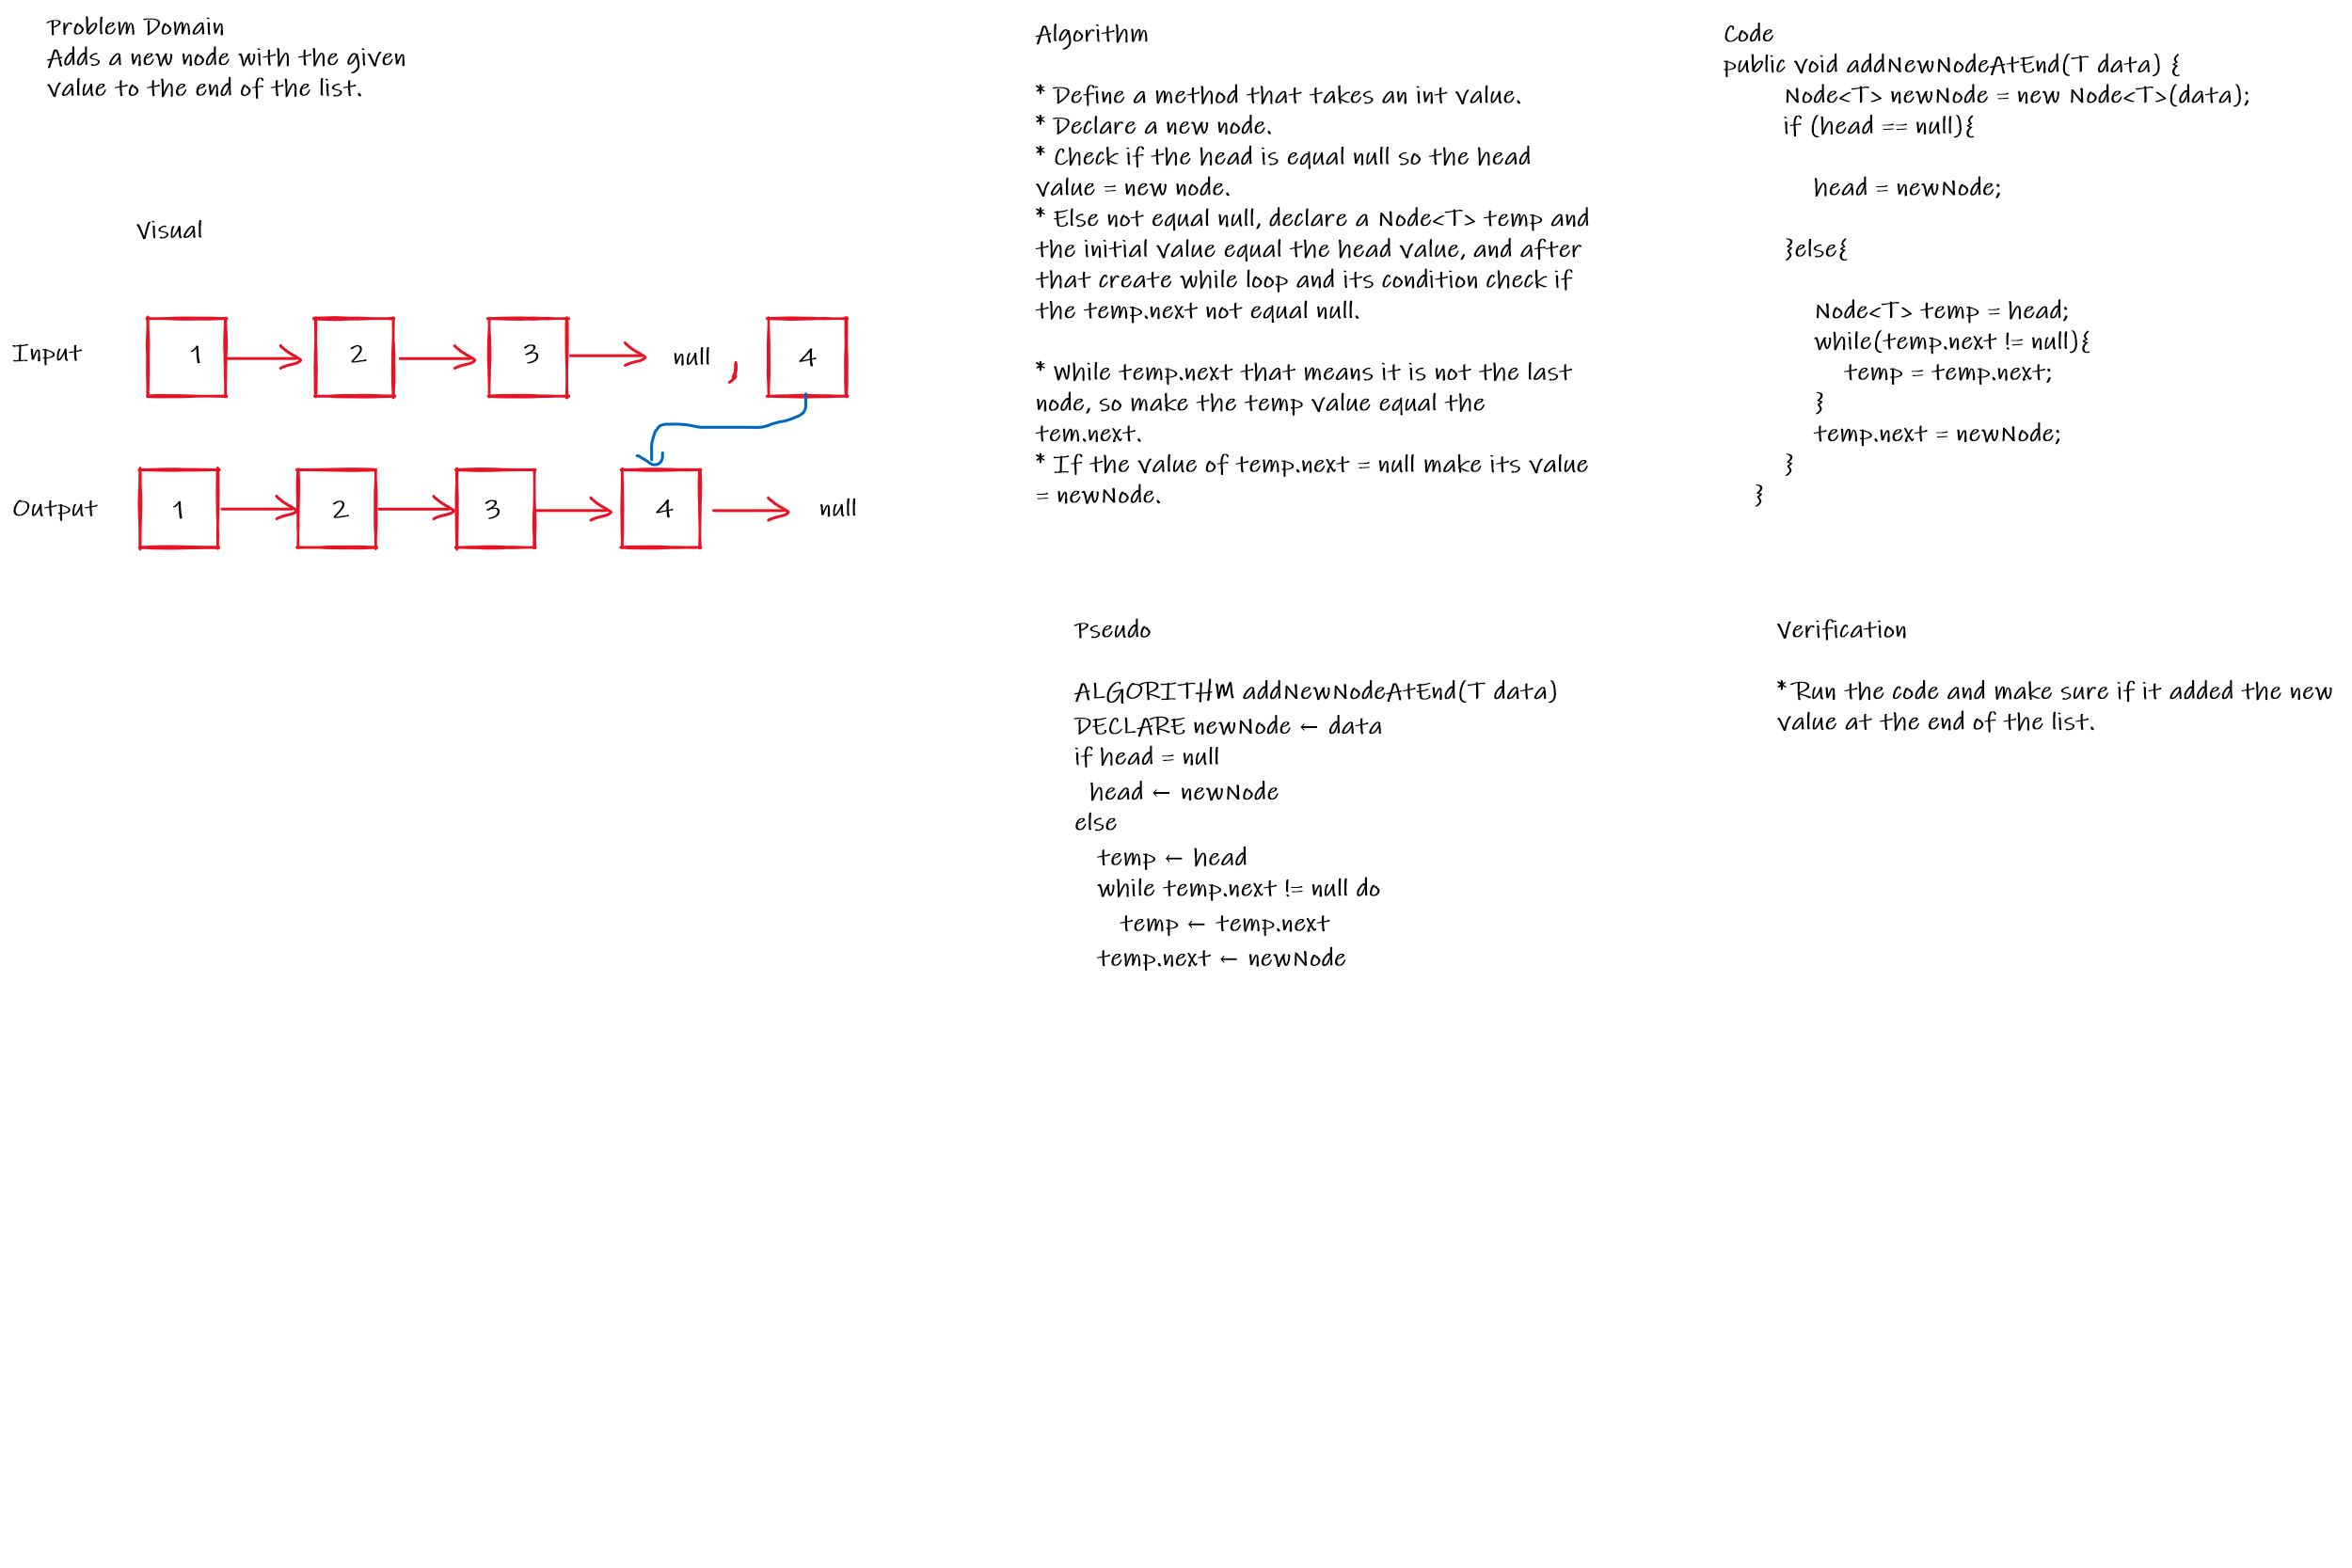 Problem Domain
Adds a new node with the given
value to the end of the list.
Visual
Input
1
2
3
null
,
4
Output
1
2
3
4
null
Algorithm
* Define a method that takes an int value.
* Declare a new node.
* Check if the head is equal null so the head
value = new node.
* Else not equal null, declare a Node<T> temp and
the initial value equal the head value, and after
that create while loop and its condition check if
the temp.next not equal null.
* While temp.next that means it is not the last
node, so make the temp value equal the
tem.next.
* If the value of temp.next = null make its value
= newNode.
Pseudo
ALGORITHM addNewNodeAtEnd(T data)
DECLARE newNode ← data
if head = null
head ← newNode
else
temp ← head
while temp.next != null do
temp ← temp.next
temp.next ← newNode
Code
public void addNewNodeAtEnd(T data) {
Node<T> newNode = new Node<T>(data);
if (head == null){
head = newNode;
}else{
Node<T> temp = head;
while(temp.next != null){
temp = temp.next;
}
temp.next = newNode;
}
}
Verification
* Run the code and make sure if it added the new
value at the end of the list.